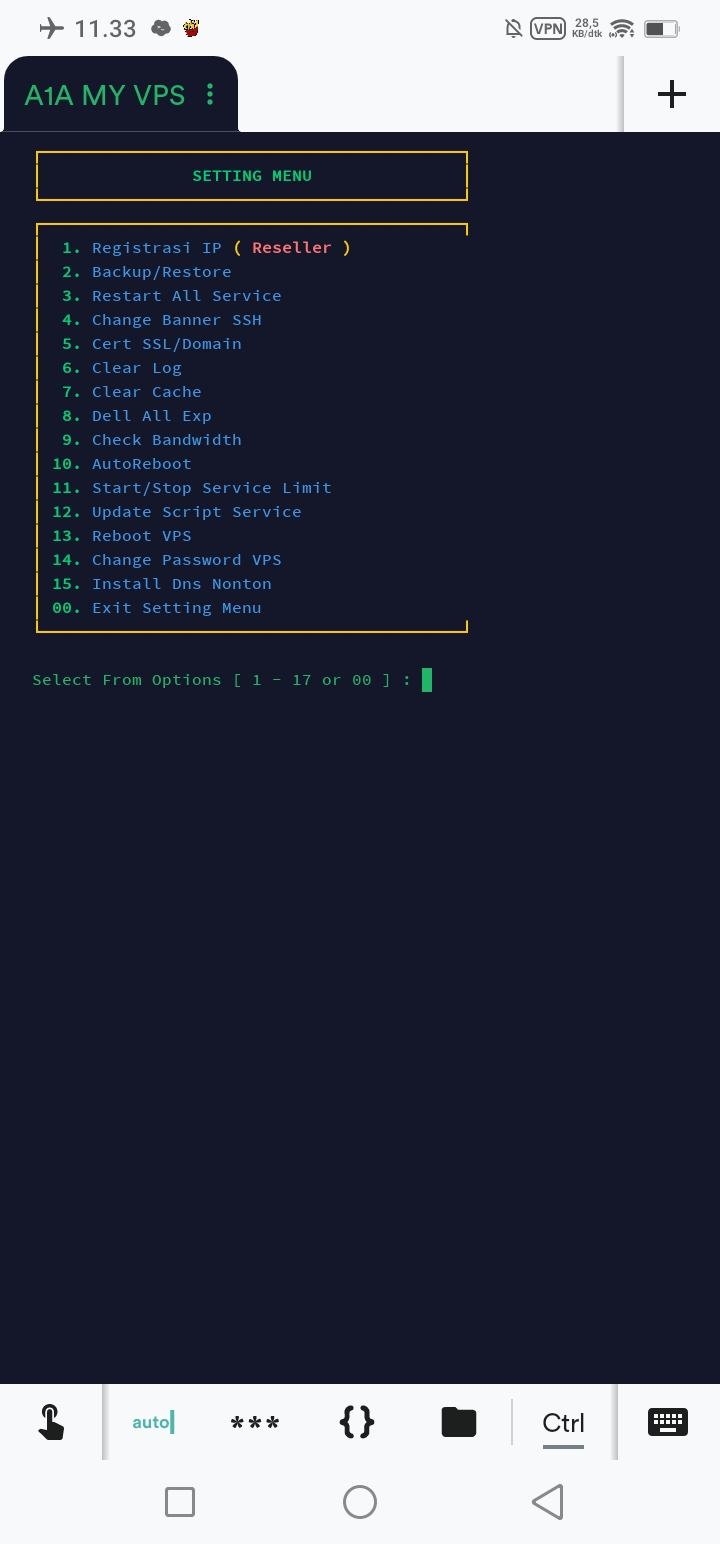 11.33
VPN
28,5
KB/dtk
A1A MY VPS
SETTING MENU
1. Registrasi IP ( Reseller )
2. Backup/Restore
3. Restart All Service
4. Change Banner SSH
5. Cert SSL/Domain
6. Clear Log
7. Clear Cache
8. Dell All Exp
9. Check Bandwidth
10. AutoReboot
11. Start/Stop Service Limit
12. Update Script Service
13. Reboot VPS
14. Change Password VPS
15. Install Dns Nonton
00. Exit Setting Menu
Select From Options [ 1 - 17 or 00 ] :
auto
***
{}
Ctrl